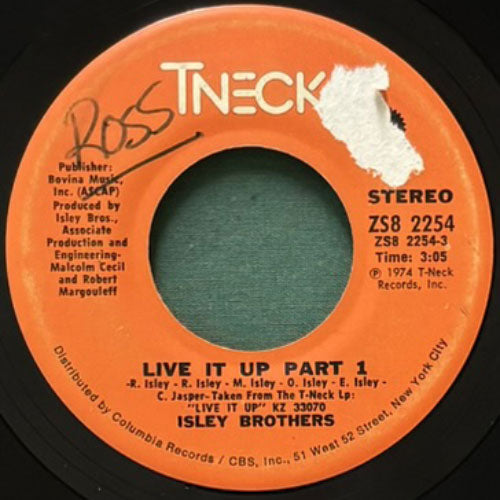 TNECK
ROSS
Publisher:
Bovina Music,
Inc. (ASCAP)
Produced by
Isley Bros.,
Associate
Production and
Engineering-
Malcolm Cecil
and Robert
Margouleff
STEREO
ZS8 2254
ZS8 2254-3
Time: 3:05
℗ 1974 T-Neck
Records, Inc.
LIVE IT UP PART 1
-R. Isley - R. Isley - M. Isley - O. Isley - E. Isley -
C. Jasper-Taken From The T-Neck Lp:
"LIVE IT UP" KZ 33070
ISLEY BROTHERS
Distributed by Columbia Records / CBS, Inc., 51 West 52 Street, New York City